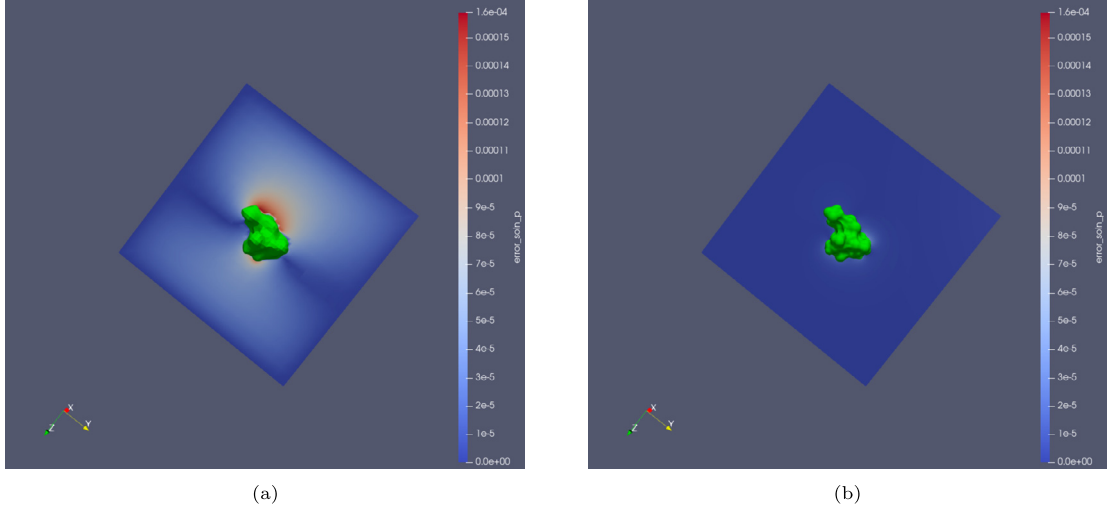 1.6e-04
0.00015
0.00014
0.00013
0.00012
0.00011
0.0001
9e-5
8e-5
7e-5
6e-5
5e-5
4e-5
3e-5
2e-5
1e-5
0.0e+00
error_soin_p
X
Y
Z
(a)
1.6e-04
0.00015
0.00014
0.00013
0.00012
0.00011
0.0001
9e-5
8e-5
7e-5
6e-5
5e-5
4e-5
3e-5
2e-5
1e-5
0.0e+00
error_soin_p
X
Y
Z
(b)